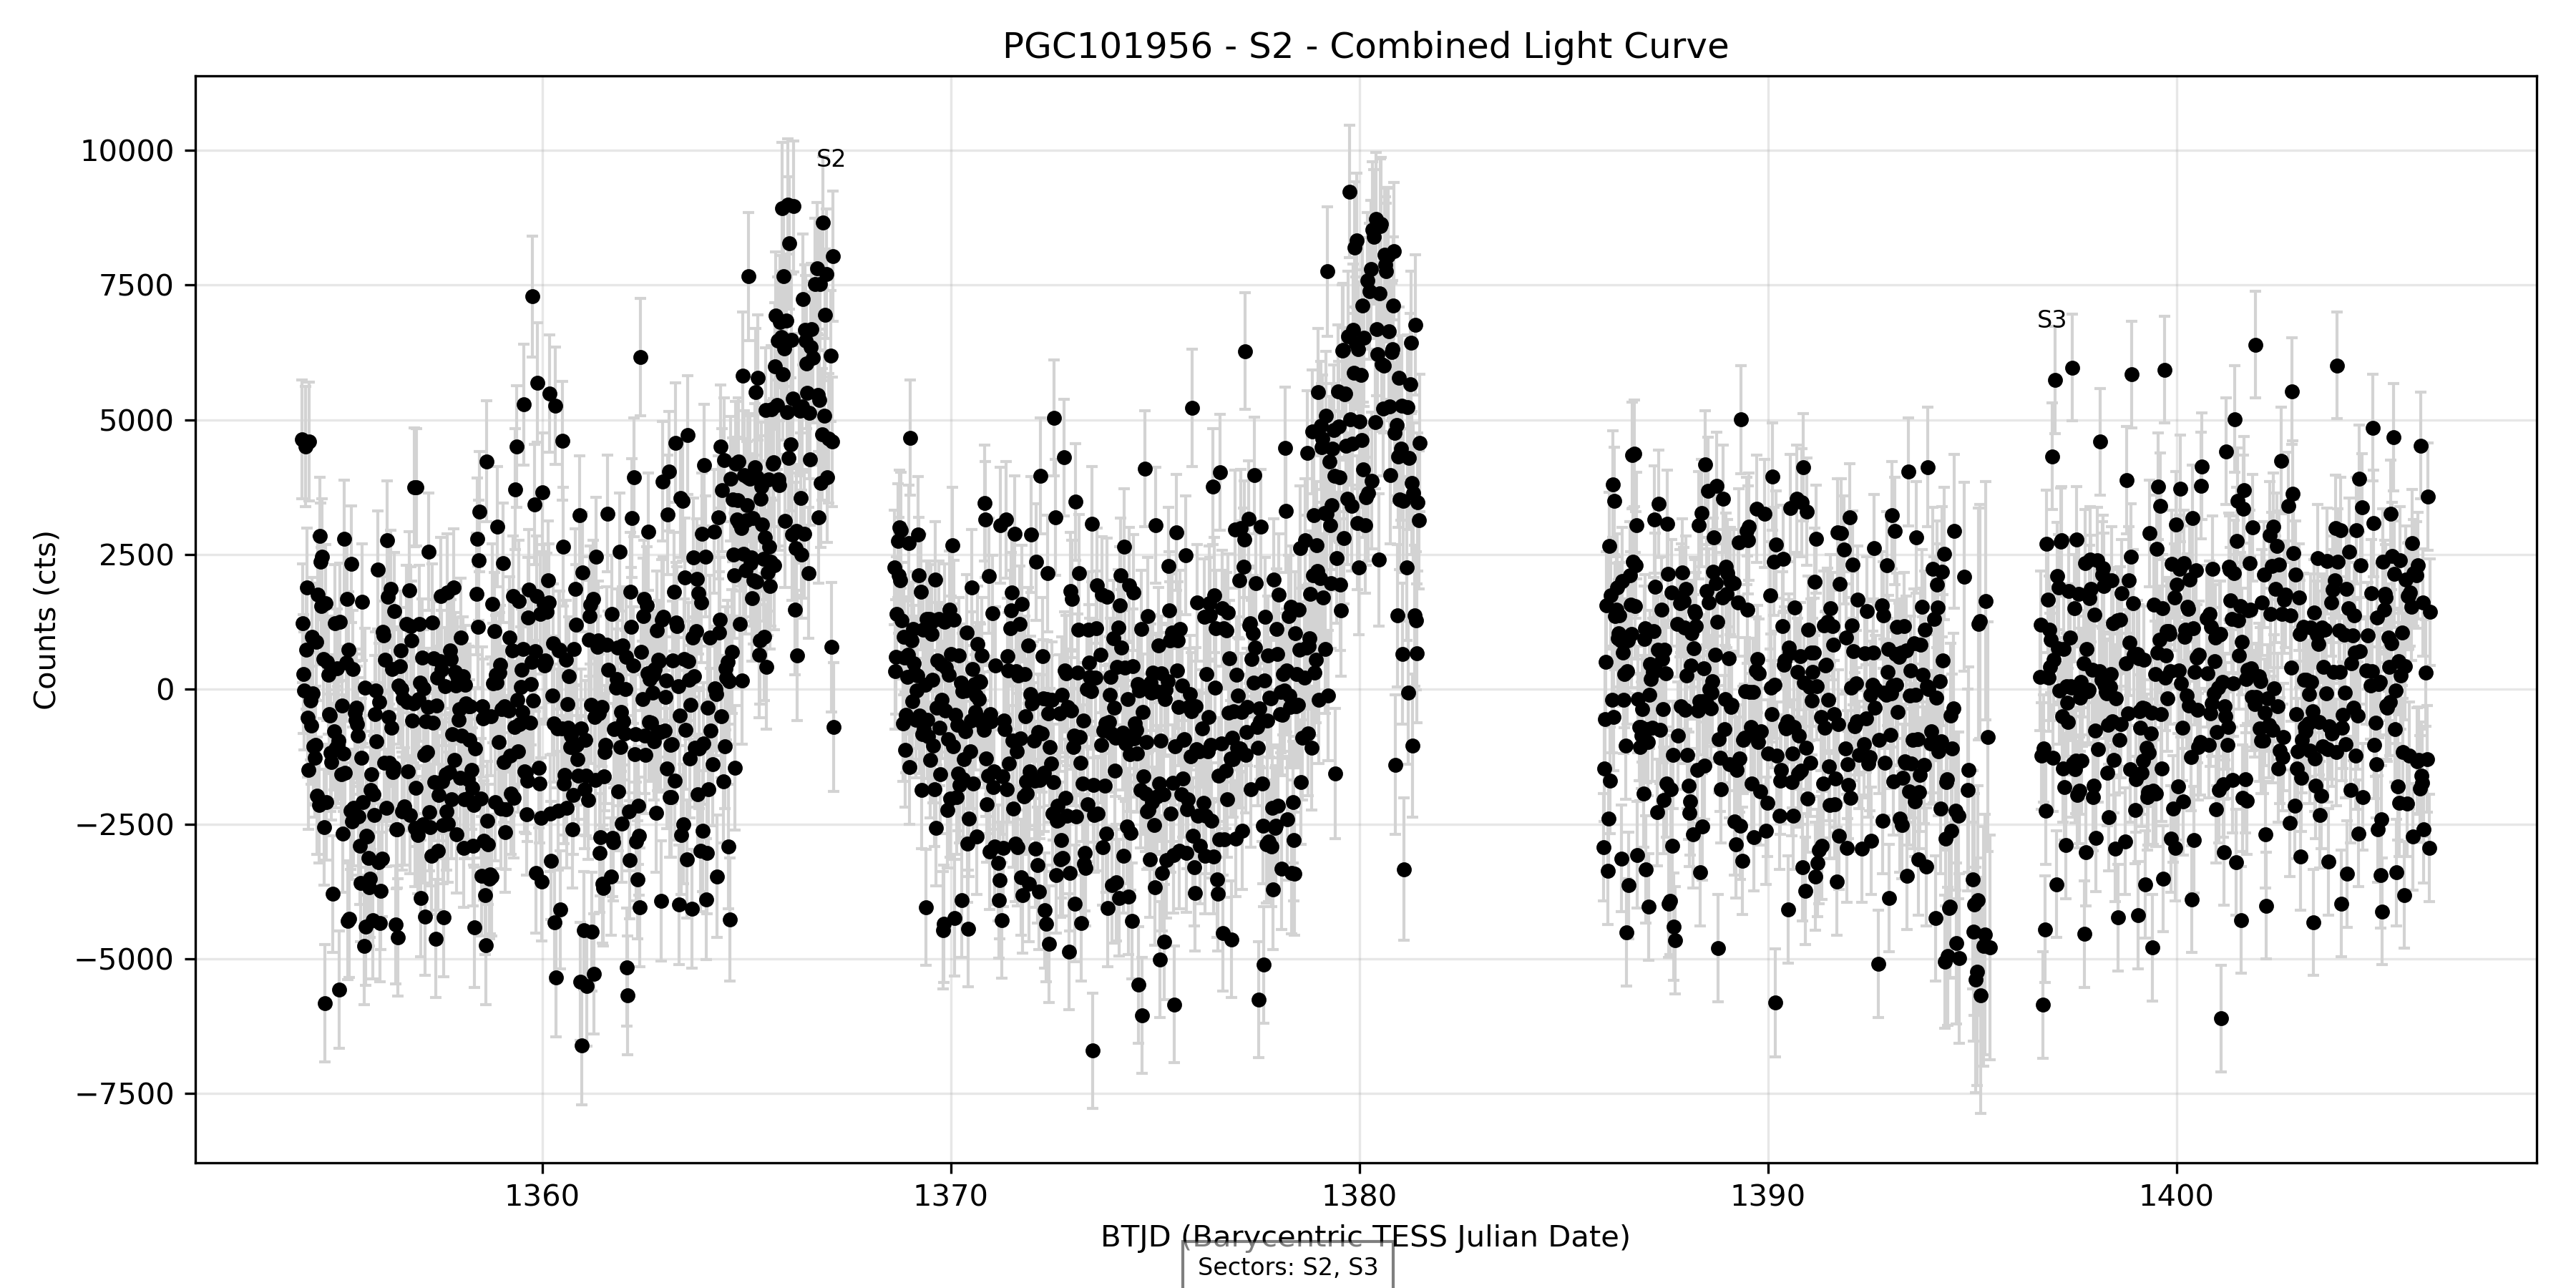 PGC101956 - S2 - Combined Light Curve
10000
7500
5000
2500
0
−2500
−5000
−7500
Counts (cts)
S2
S3
1360
1370
1380
1390
1400
BTJD (Barycentric TESS Julian Date)
Sectors: S2, S3